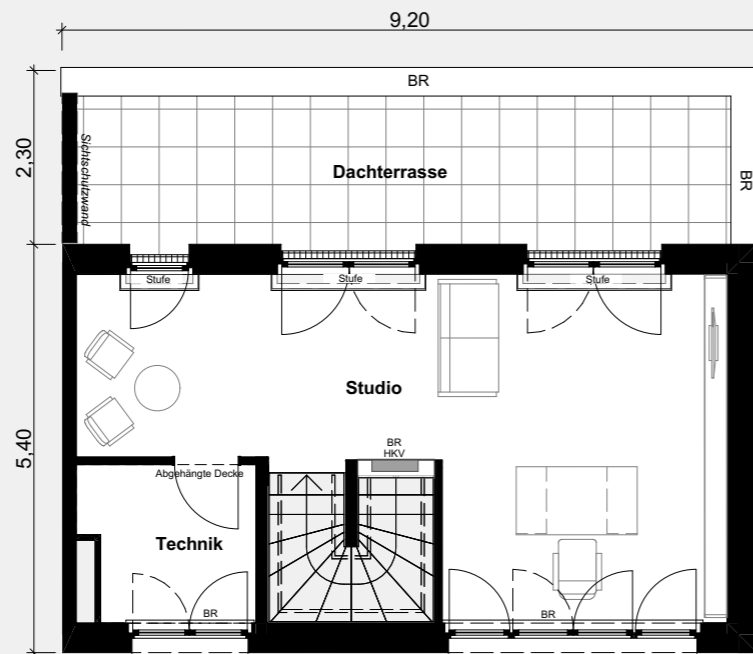 9,20
BR
2,30
Sichtschutzwand
Dachterrasse
BR
Stufe
Stufe
Stufe
Studio
5,40
BR
HKV
Abgehängte Decke
Technik
BR
BR